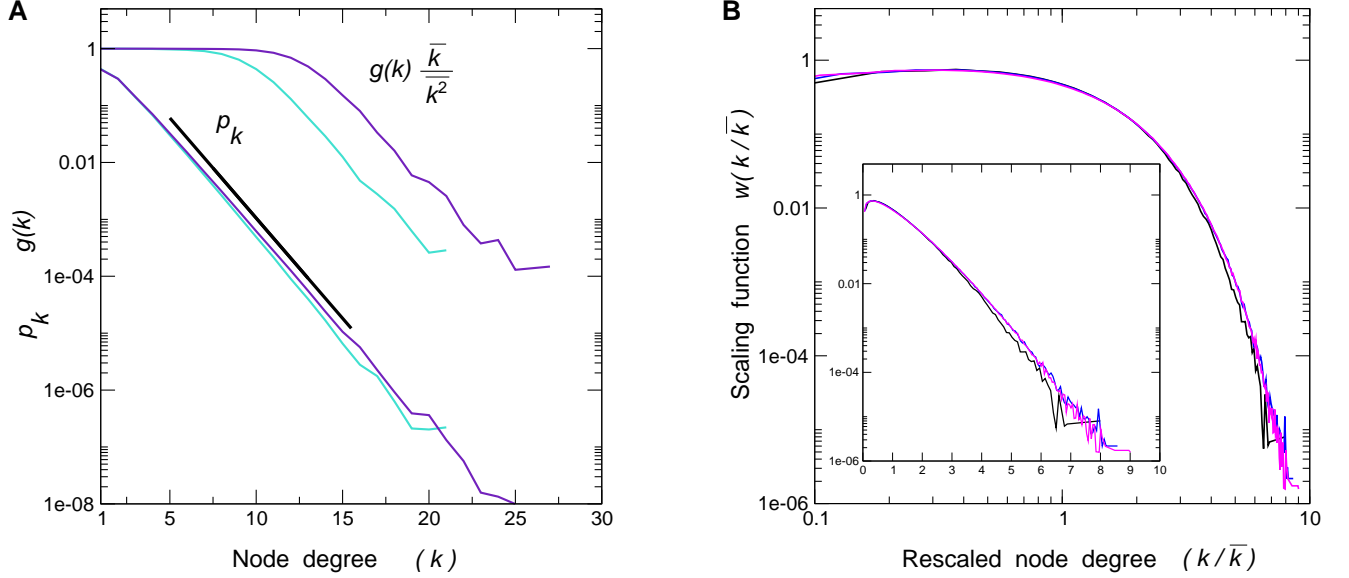 A
1
0.01
1e-04
1e-06
1e-08
p_k g(k)
g(k) k̅ / k̅²
p_k
1 5 10 15 20 25 30
Node degree (k)
B
1
0.01
1e-04
1e-06
Scaling function w(k/k̅)
1
0.01
1e-04
1e-06
0 1 2 3 4 5 6 7 8 9 10
0.1 1 10
Rescaled node degree (k/k̅)